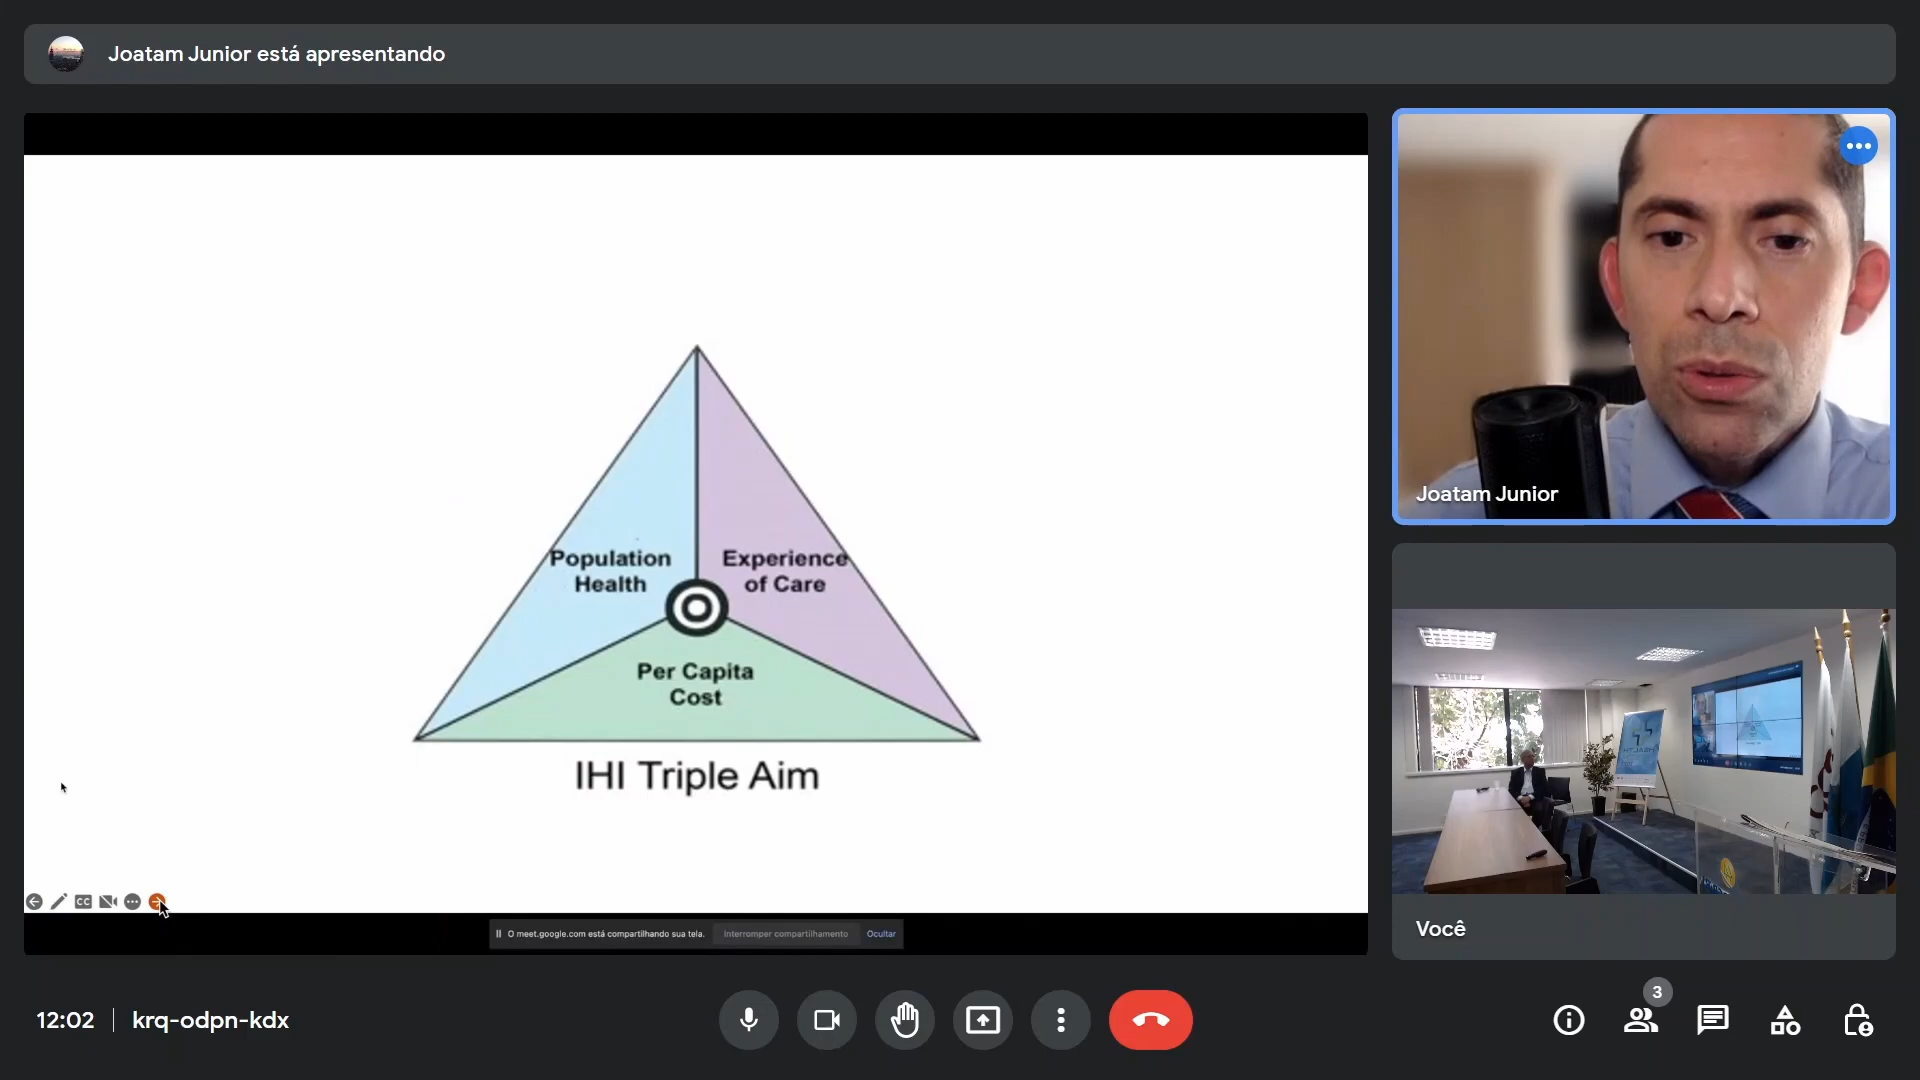 Joatam Junior está apresentando
Population
Health
Experience
of Care
Per Capita
Cost
IHI Triple Aim
CC
O meet.google.com está compartilhando sua tela.
Interromper compartilhamento
Ocultar
Joatam Junior
Você
12:02
krq-odpn-kdx
3